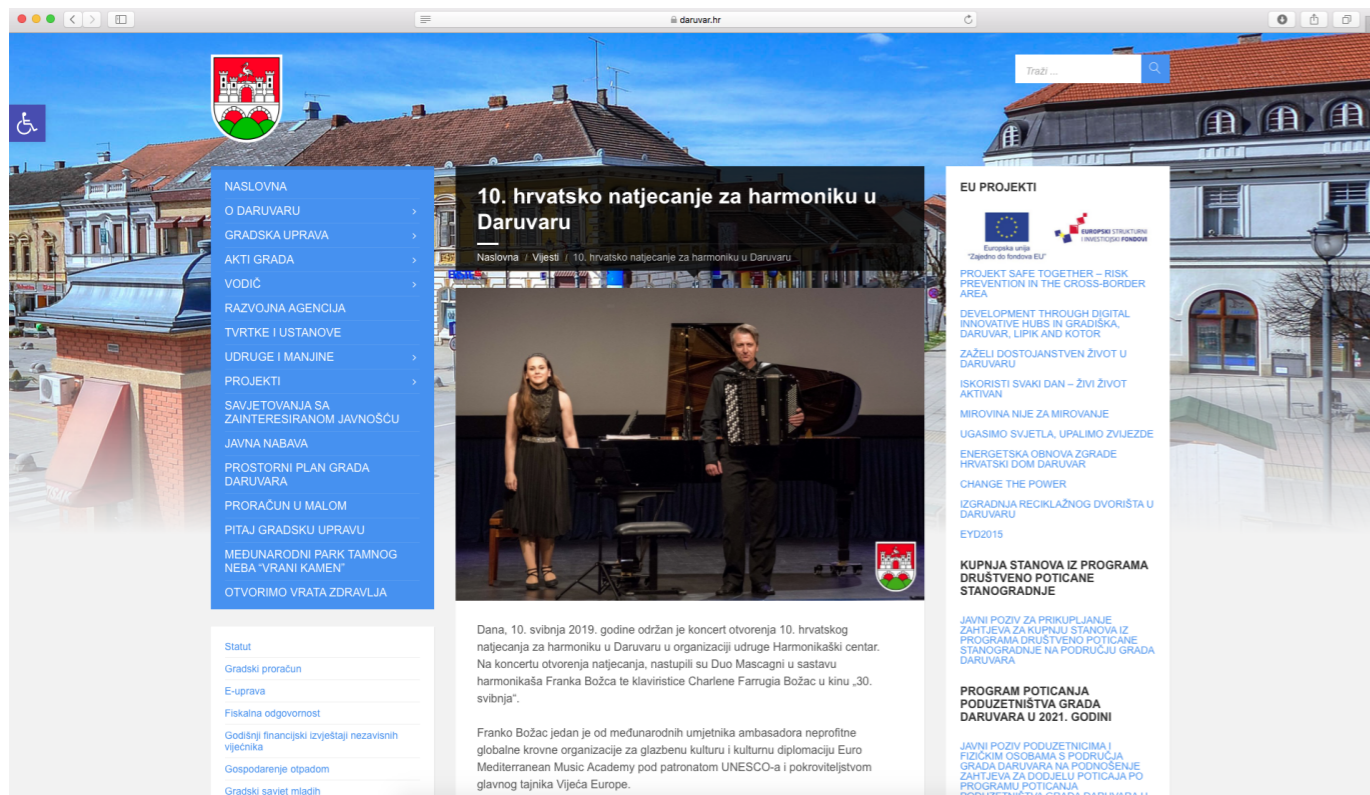 daruvar.hr
Traži ...
NASLOVNA
O DARUVARU
GRADSKA UPRAVA
AKTI GRADA
VODIČ
RAZVOJNA AGENCIJA
TVRTKE I USTANOVE
UDRUGE I MANJINE
PROJEKTI
SAVJETOVANJA SA
ZAINTERESIRANOM JAVNOŠĆU
JAVNA NABAVA
PROSTORNI PLAN GRADA
DARUVARA
PRORAČUN U MALOM
PITAJ GRADSKU UPRAVU
MEĐUNARODNI PARK TAMNOG
NEBA “VRANI KAMEN”
OTVORIMO VRATA ZDRAVLJA
Statut
Gradski proračun
E-uprava
Fiskalna odgovornost
Godišnji financijski izvještaji nezavisnih
vijećnika
Gospodarenje otpadom
Gradski savjet mladih
10. hrvatsko natjecanje za harmoniku u
Daruvaru
Naslovna / Vijesti / 10. hrvatsko natjecanje za harmoniku u Daruvaru
Dana, 10. svibnja 2019. godine održan je koncert otvorenja 10. hrvatskog
natjecanja za harmoniku u Daruvaru u organizaciji udruge Harmonikaški centar.
Na koncertu otvorenja natjecanja, nastupili su Duo Mascagni u sastavu
harmonikaša Franka Božca te klaviristice Charlene Farrugia Božac u kinu „30.
svibnja“.
Franko Božac jedan je od međunarodnih umjetnika ambasadora neprofitne
globalne krovne organizacije za glazbenu kulturu i kulturnu diplomaciju Euro
Mediterranean Music Academy pod patronatom UNESCO-a i pokroviteljstvom
glavnog tajnika Vijeća Europe.
EU PROJEKTI
Europska unija
"Zajedno do fondova EU"
EUROPSKI STRUKTURNI
I INVESTICIJSKI FONDOVI
PROJEKT SAFE TOGETHER – RISK
PREVENTION IN THE CROSS-BORDER
AREA
DEVELOPMENT THROUGH DIGITAL
INNOVATIVE HUBS IN GRADIŠKA,
DARUVAR, LIPIK AND KOTOR
ZAŽELI DOSTOJANSTVEN ŽIVOT U
DARUVARU
ISKORISTI SVAKI DAN – ŽIVI ŽIVOT
AKTIVAN
MIROVINA NIJE ZA MIROVANJE
UGASIMO SVJETLA, UPALIMO ZVIJEZDE
ENERGETSKA OBNOVA ZGRADE
HRVATSKI DOM DARUVAR
CHANGE THE POWER
IZGRADNJA RECIKLAŽNOG DVORIŠTA U
DARUVARU
EYD2015
KUPNJA STANOVA IZ PROGRAMA
DRUŠTVENO POTICANE
STANOGRADNJE
JAVNI POZIV ZA PRIKUPLJANJE
ZAHTJEVA ZA KUPNJU STANOVA IZ
PROGRAMA DRUŠTVENO POTICANE
STANOGRADNJE NA PODRUČJU GRADA
DARUVARA
PROGRAM POTICANJA
PODUZETNIŠTVA GRADA
DARUVARA U 2021. GODINI
JAVNI POZIV PODUZETNICIMA I
FIZIČKIM OSOBAMA S PODRUČJA
GRADA DARUVARA NA PODNOŠENJE
ZAHTJEVA ZA DODJELU POTICAJA PO
PROGRAMU POTICANJA
PODUZETNIŠTVA GRADA DARUVARA U